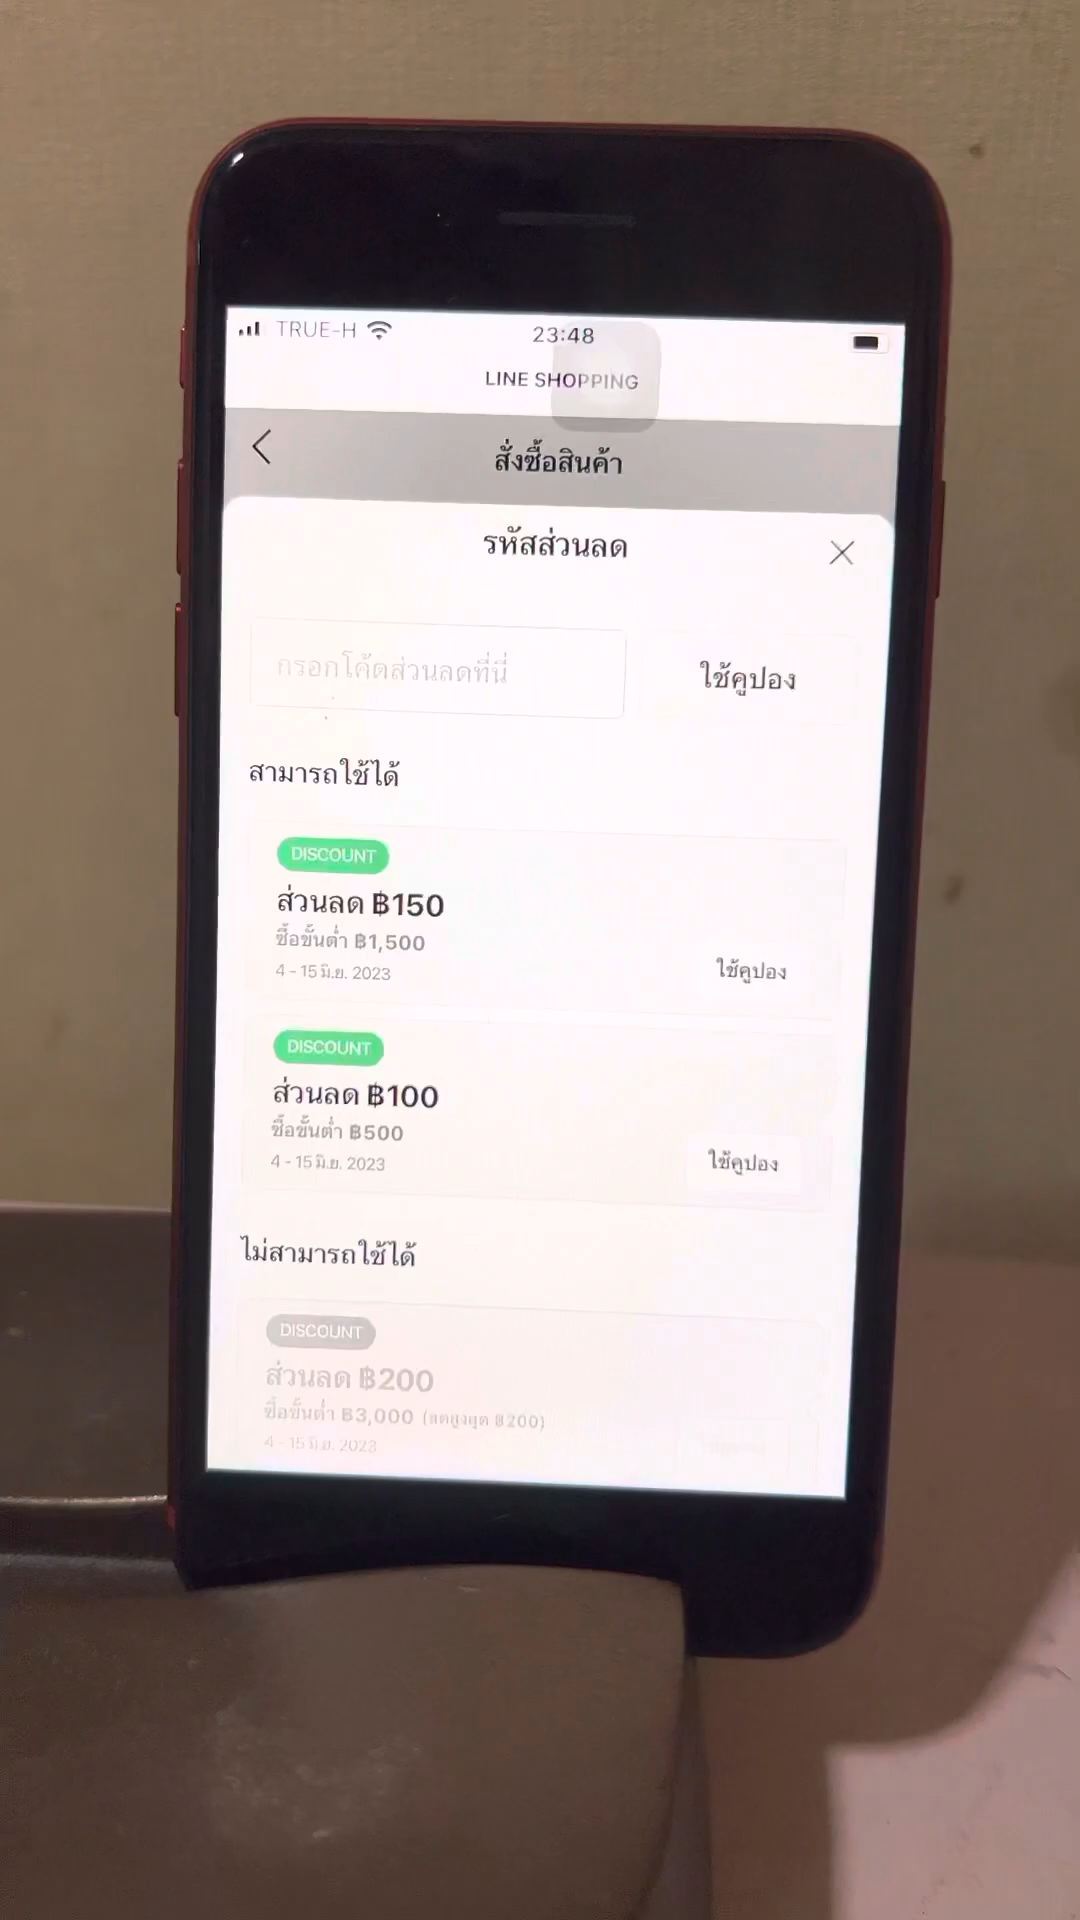 TRUE-H
23:48
LINE SHOPPING
สั่งซื้อสินค้า
รหัสส่วนลด
กรอกโค้ดส่วนลดที่นี่
ใช้คูปอง
สามารถใช้ได้
DISCOUNT
ส่วนลด ฿150
ซื้อขั้นต่ำ ฿1,500
4 - 15 มิ.ย. 2023
ใช้คูปอง
DISCOUNT
ส่วนลด ฿100
ซื้อขั้นต่ำ ฿500
4 - 15 มิ.ย. 2023
ใช้คูปอง
ไม่สามารถใช้ได้
DISCOUNT
ส่วนลด ฿200
ซื้อขั้นต่ำ ฿3,000 (ลดสูงสุด ฿200)
4 - 15 มิ.ย. 2023